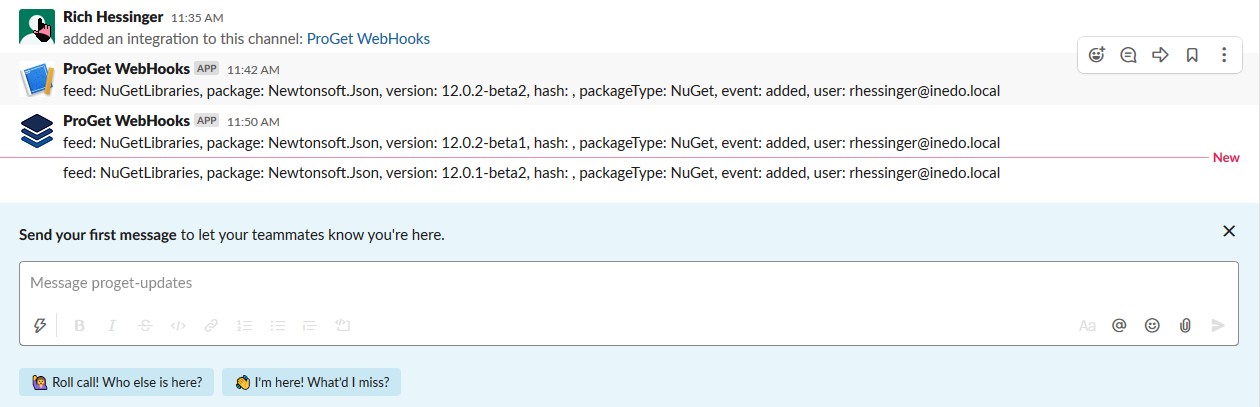 Rich Hessinger 11:35 AM
added an integration to this channel: ProGet WebHooks
ProGet WebHooks APP 11:42 AM
feed: NuGetLibraries, package: Newtonsoft.Json, version: 12.0.2-beta2, hash: , packageType: NuGet, event: added, user: rhessinger@inedo.local
ProGet WebHooks APP 11:50 AM
feed: NuGetLibraries, package: Newtonsoft.Json, version: 12.0.2-beta1, hash: , packageType: NuGet, event: added, user: rhessinger@inedo.local
New
feed: NuGetLibraries, package: Newtonsoft.Json, version: 12.0.1-beta2, hash: , packageType: NuGet, event: added, user: rhessinger@inedo.local
Send your first message to let your teammates know you're here.
Message proget-updates
B I S Aa @
Roll call! Who else is here? I'm here! What'd I miss?